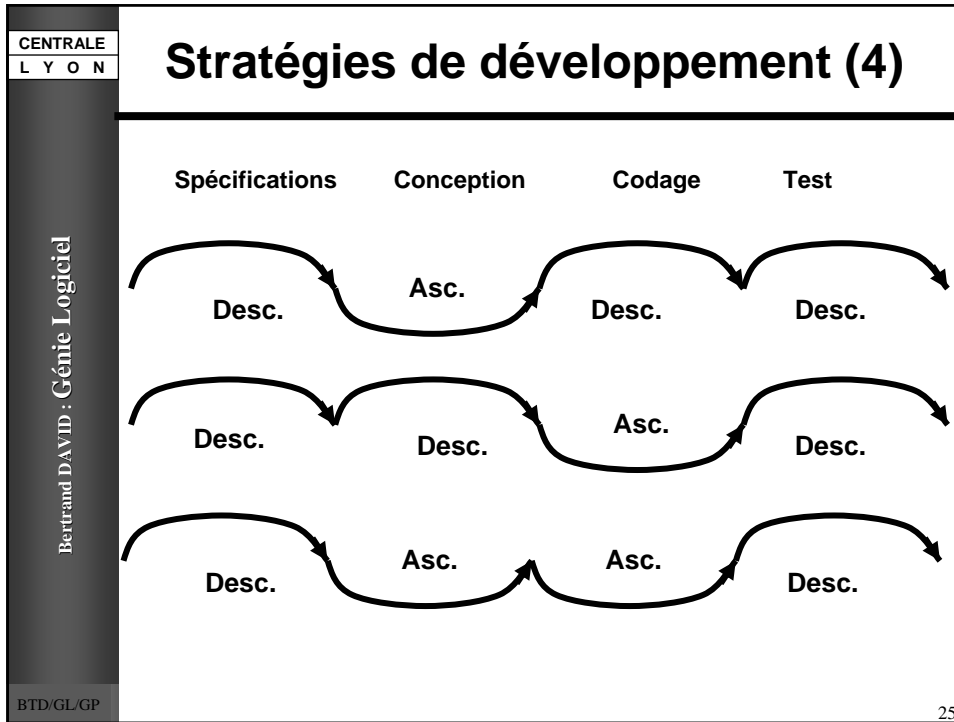 CENTRALE
L Y O N
Stratégies de développement (4)
Spécifications Conception Codage Test
Desc. Asc. Desc. Desc.
Desc. Desc. Asc. Desc.
Desc. Asc. Asc. Desc.
Bertrand DAVID : Génie Logiciel
BTD/GL/GP
25